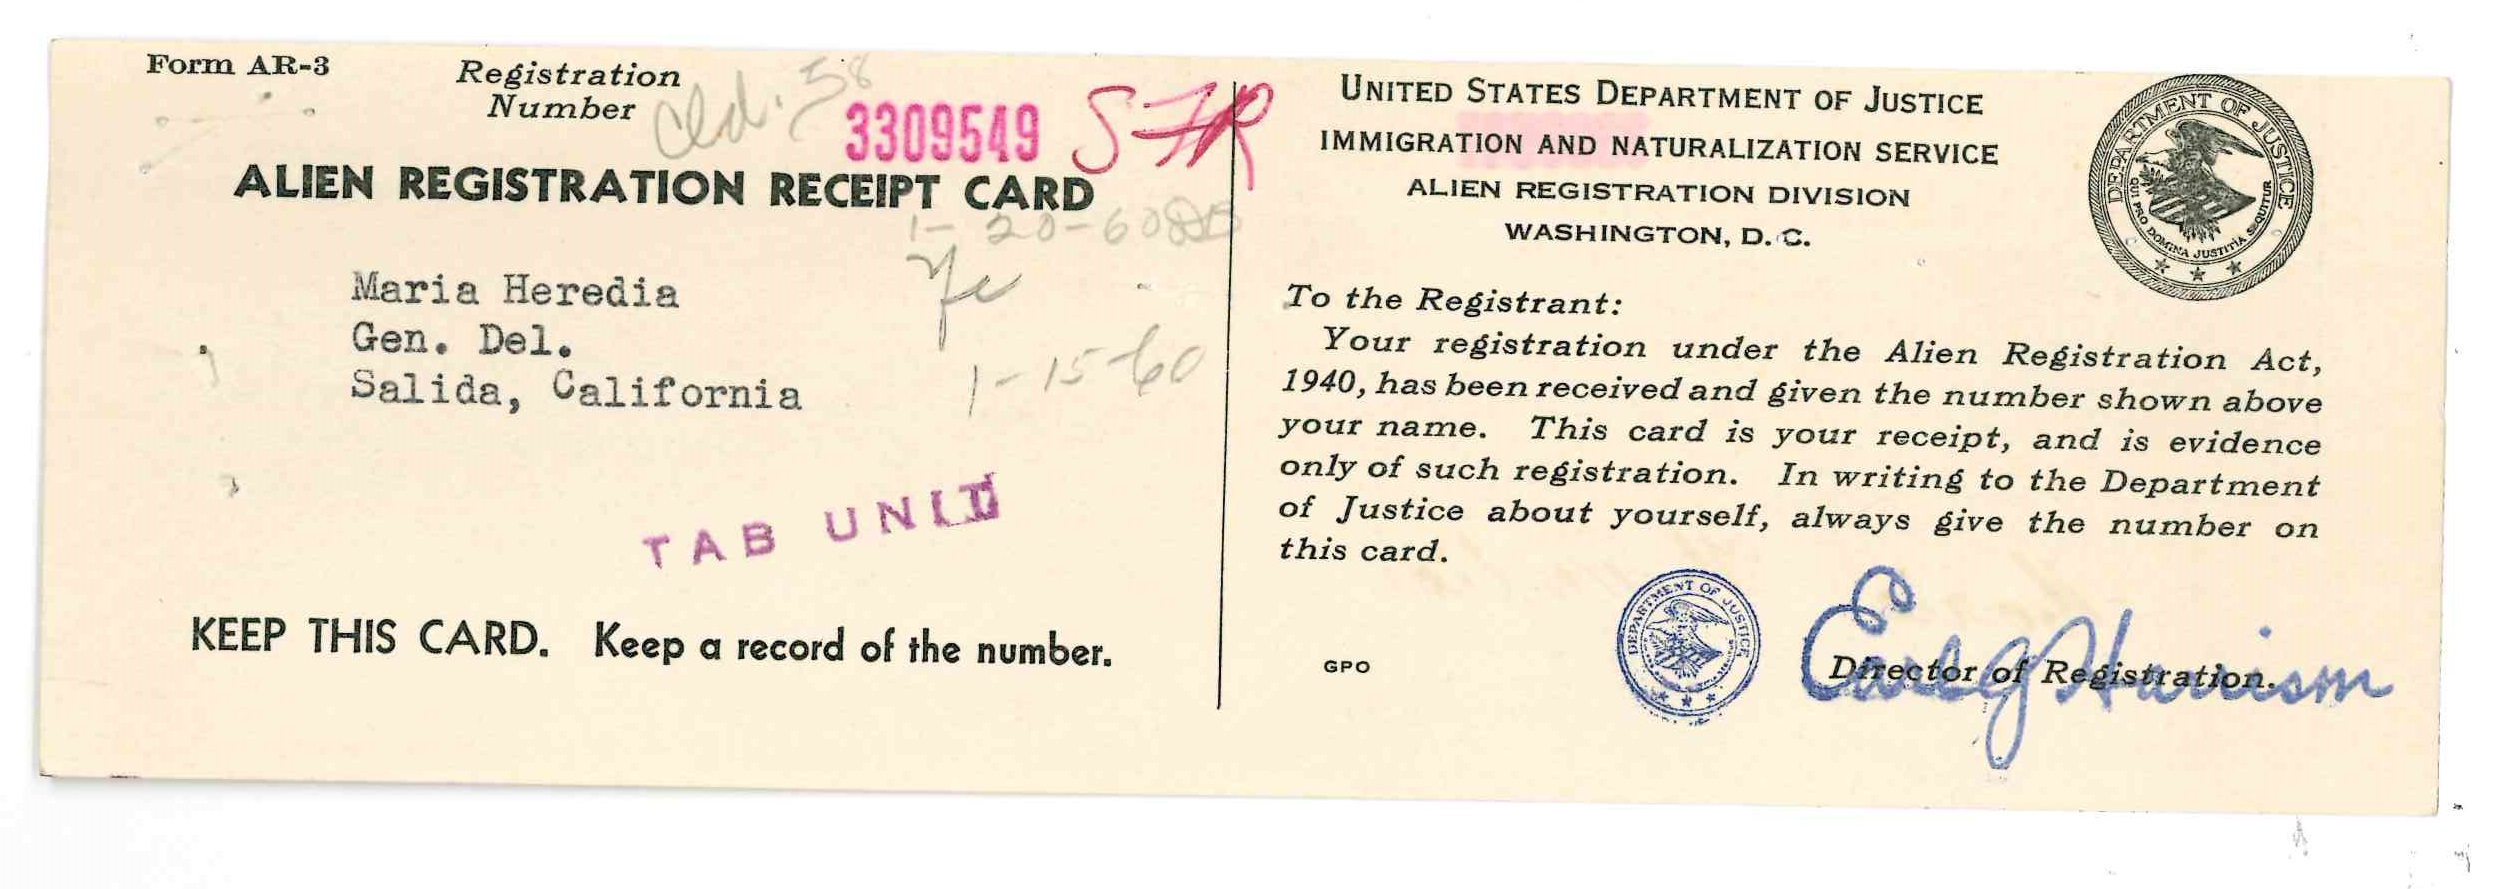 Form AR-3
Registration
Number
Cld. 58
3309549
SFR
ALIEN REGISTRATION RECEIPT CARD
1-20-60
Maria Heredia
Gen. Del.
Salida, California
1-15-60
TAB UNIT
KEEP THIS CARD. Keep a record of the number.
UNITED STATES DEPARTMENT OF JUSTICE
IMMIGRATION AND NATURALIZATION SERVICE
ALIEN REGISTRATION DIVISION
WASHINGTON, D. C.
DEPARTMENT OF JUSTICE
QUI PRO DOMINA JUSTITIA SEQUITUR
To the Registrant:
Your registration under the Alien Registration Act,
1940, has been received and given the number shown above
your name. This card is your receipt, and is evidence
only of such registration. In writing to the Department
of Justice about yourself, always give the number on
this card.
GPO
DEPARTMENT OF JUSTICE
Earl G Harrison
Director of Registration.